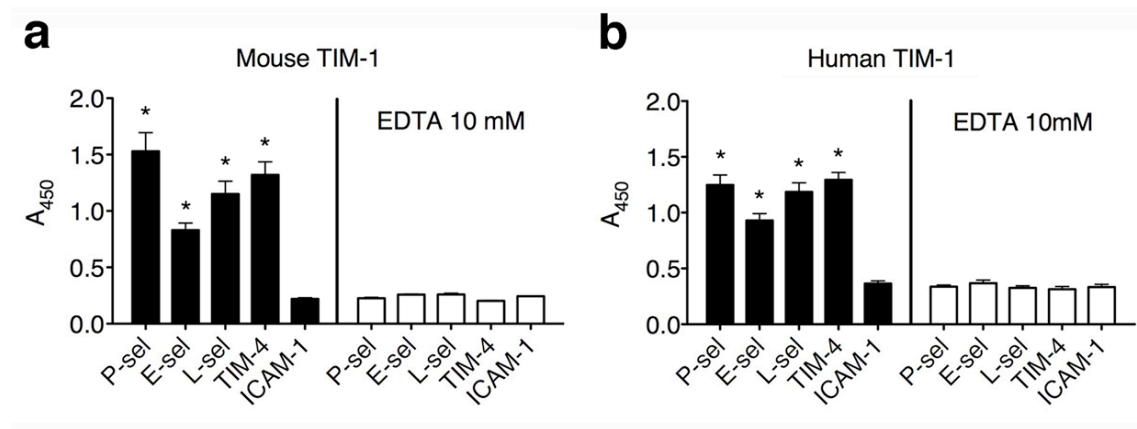 a
Mouse TIM-1
2.0
1.5
1.0
0.5
0.0
A450
* * * *
EDTA 10 mM
P-sel E-sel L-sel TIM-4 ICAM-1 P-sel E-sel L-sel TIM-4 ICAM-1
b
Human TIM-1
2.0
1.5
1.0
0.5
0.0
A450
* * * *
EDTA 10mM
P-sel E-sel L-sel TIM-4 ICAM-1 P-sel E-sel L-sel TIM-4 ICAM-1